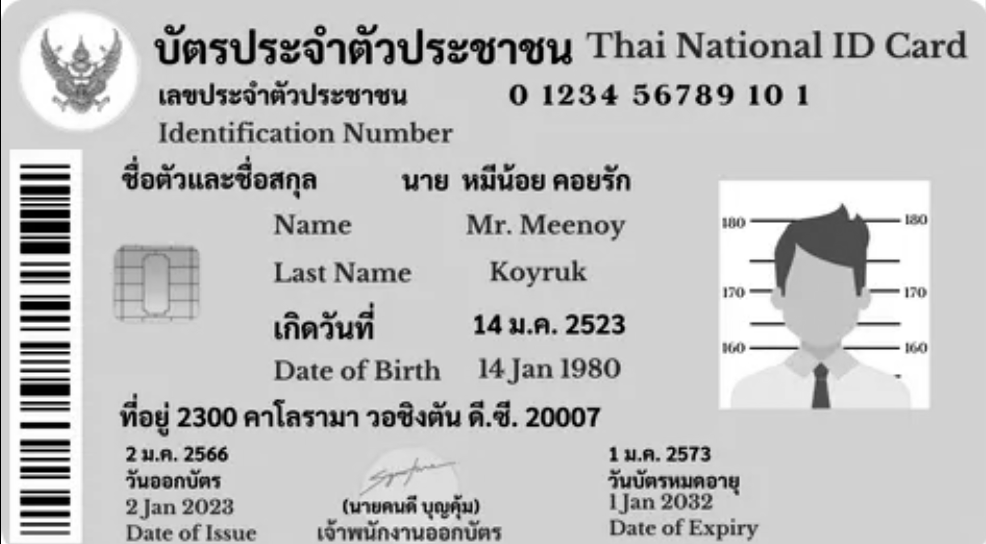 บัตรประจำตัวประชาชน Thai National ID Card
เลขประจำตัวประชาชน 0 1234 56789 10 1
Identification Number
ชื่อตัวและชื่อสกุล นาย หมีน้อย คอยรัก
Name Mr. Meenoy
Last Name Koyruk
เกิดวันที่ 14 ม.ค. 2523
Date of Birth 14 Jan 1980
180 180
170 170
160 160
ที่อยู่ 2300 คาโลรามา วอชิงตัน ดี.ซี. 20007
2 ม.ค. 2566
วันออกบัตร
2 Jan 2023
Date of Issue
Signature
(นายคนดี บุญคุ้ม)
เจ้าพนักงานออกบัตร
1 ม.ค. 2573
วันบัตรหมดอายุ
1 Jan 2032
Date of Expiry